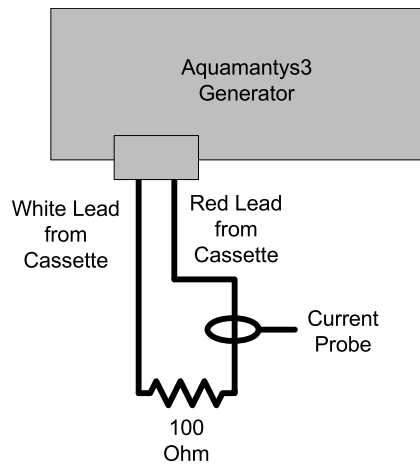 Aquamantys3
Generator
White Lead
from
Cassette
Red Lead
from
Cassette
Current
Probe
100
Ohm